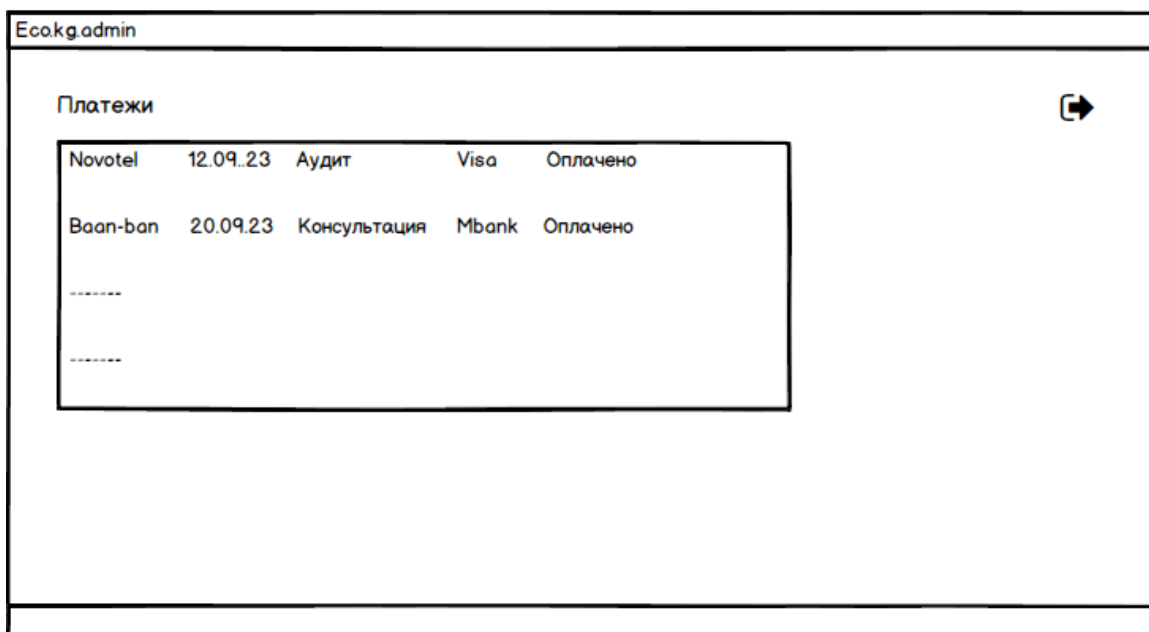 Eco.kg.admin
Платежи
Novotel 12.09..23 Аудит Visa Оплачено
Baan-ban 20.09.23 Консультация Mbank Оплачено
-------
-------